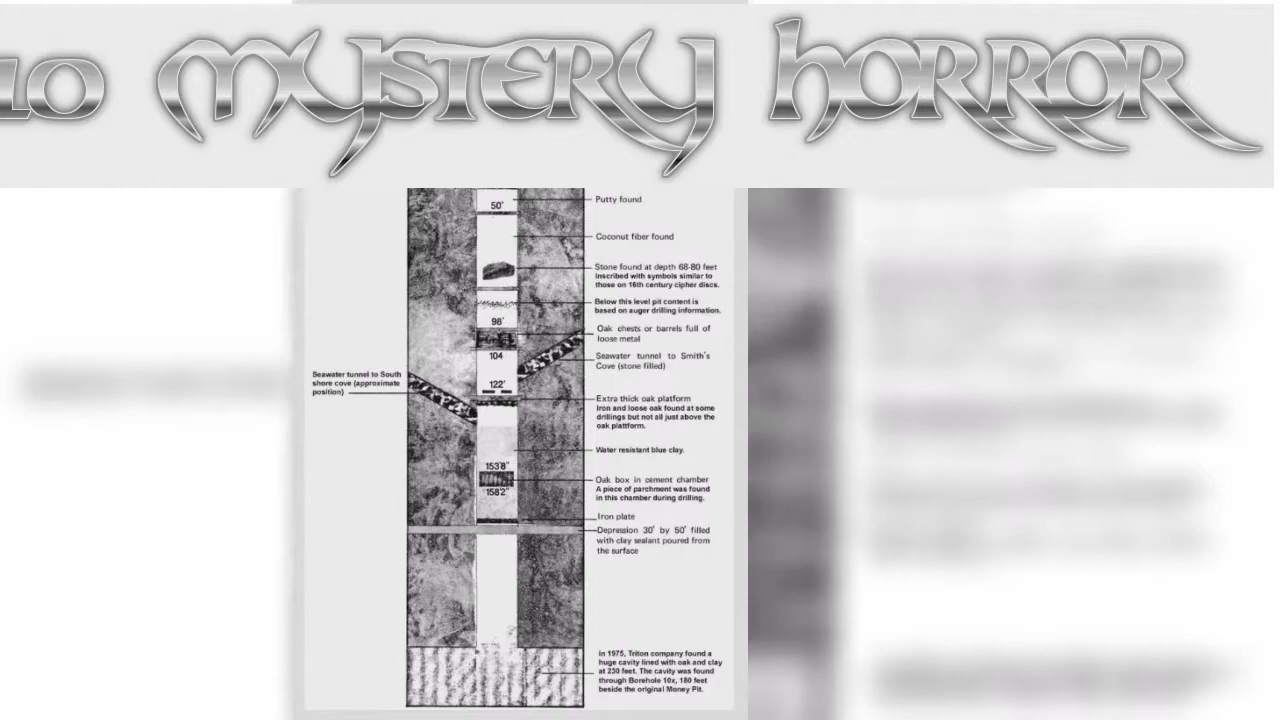 10 MYSTERY HORROR
Putty found
50'
Coconut fiber found
Stone found at depth 68-80 feet
inscribed with symbols similar to
those on 16th century cipher discs.
Below this level pit content is
based on auger drilling information.
98'
Oak chests or barrels full of
loose metal
104
Seawater tunnel to Smith's
Cove (stone filled)
Seawater tunnel to South
shore cove (approximate
position)
122'
Extra thick oak platform
Iron and loose oak found at some
drillings but not all just above the
oak plattform.
Water resistant blue clay.
153'8"
Oak box in cement chamber
A piece of parchment was found
in this chamber during drilling.
158'2"
Iron plate
Depression 30' by 50' filled
with clay sealant poured from
the surface
in 1975, Triton company found a
huge cavity lined with oak and clay
at 230 feet. The cavity was found
through Borehole 10x, 180 feet
beside the original Money Pit.